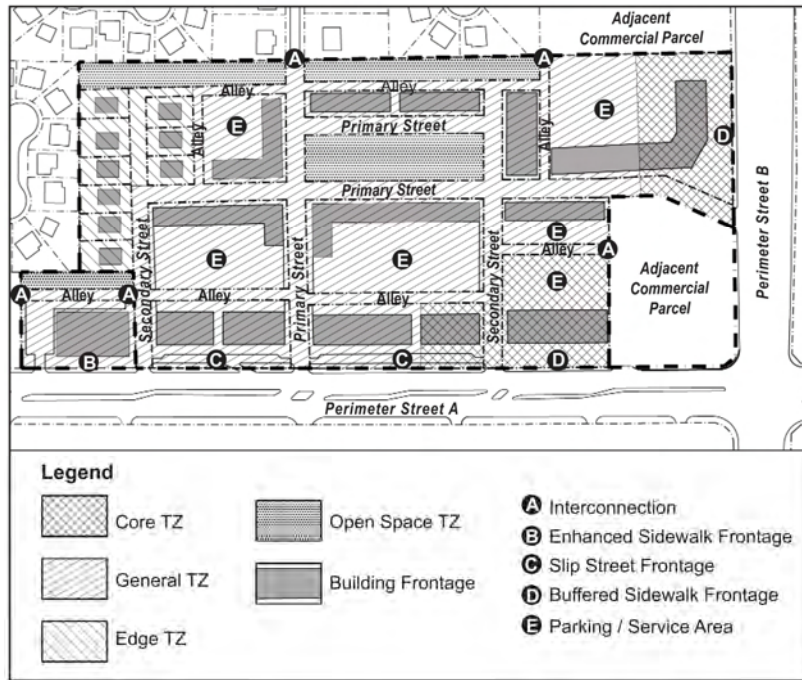 Adjacent
Commercial Parcel
A
A
Alley
Alley
E
Alley
E
Primary Street
Alley
E
D
Primary Street
Perimeter Street B
Secondary Street
E
Primary Street
E
Secondary Street
E
Alley
A
E
Adjacent
Commercial
Parcel
A
Alley
A
Alley
Alley
B
C
C
D
Perimeter Street A
Legend
Core TZ
General TZ
Edge TZ
Open Space TZ
Building Frontage
A Interconnection
B Enhanced Sidewalk Frontage
C Slip Street Frontage
D Buffered Sidewalk Frontage
E Parking / Service Area